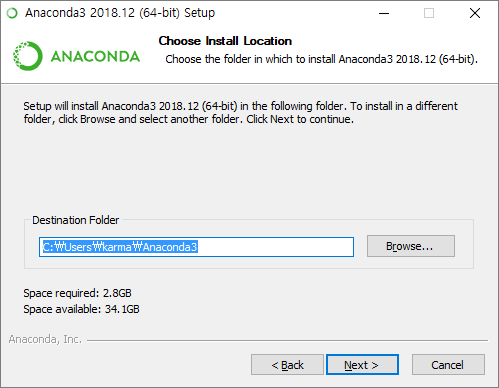 Anaconda3 2018.12 (64-bit) Setup
ANACONDA
Choose Install Location
Choose the folder in which to install Anaconda3 2018.12 (64-bit).
Setup will install Anaconda3 2018.12 (64-bit) in the following folder. To install in a different
folder, click Browse and select another folder. Click Next to continue.
Destination Folder
C:₩Users₩karma₩Anaconda3
Browse...
Space required: 2.8GB
Space available: 34.1GB
Anaconda, Inc.
< Back
Next >
Cancel